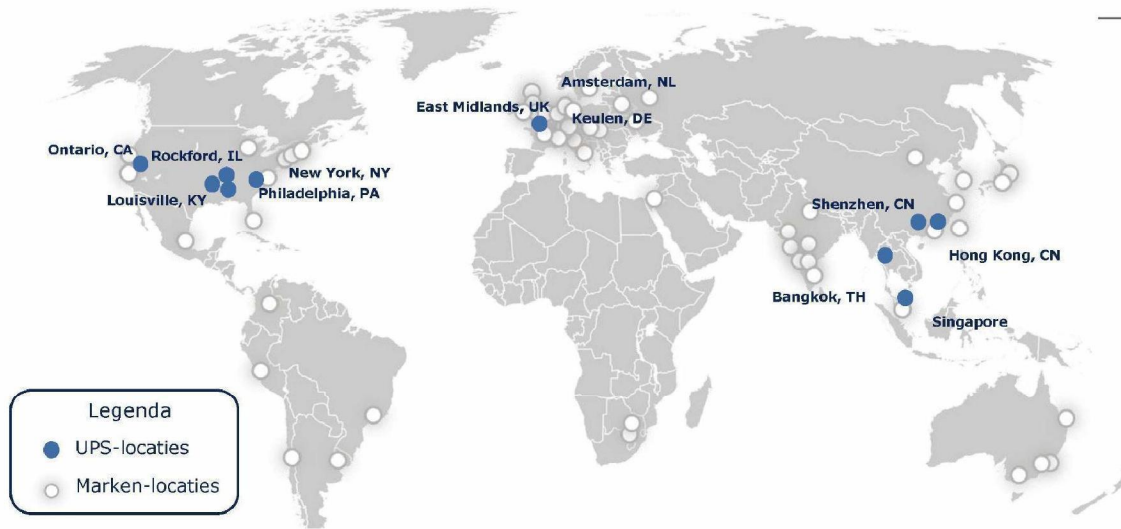 Amsterdam, NL
East Midlands, UK
Keulen, DE
Ontario, CA
Rockford, IL
New York, NY
Louisville, KY
Philadelphia, PA
Shenzhen, CN
Hong Kong, CN
Bangkok, TH
Singapore
Legenda
UPS-locaties
Marken-locaties